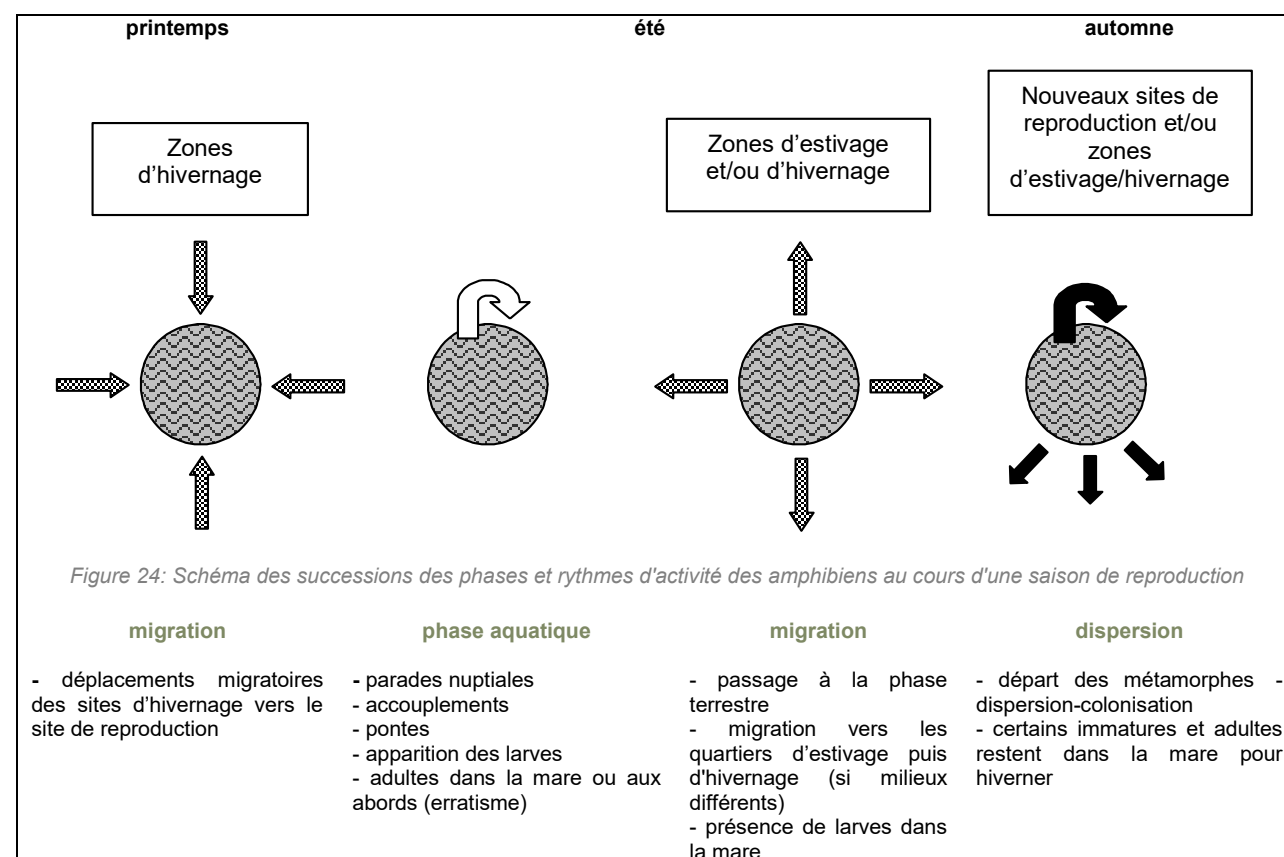 printemps été automne
Zones
d'hivernage
Zones d'estivage
et/ou d'hivernage
Nouveaux sites de
reproduction et/ou
zones
d'estivage/hivernage
Figure 24: Schéma des successions des phases et rythmes d'activité des amphibiens au cours d'une saison de reproduction
migration
- déplacements migratoires
des sites d'hivernage vers le
site de reproduction
phase aquatique
- parades nuptiales
- accouplements
- pontes
- apparition des larves
- adultes dans la mare ou aux
abords (erratisme)
migration
- passage à la phase
terrestre
- migration vers les
quartiers d'estivage puis
d'hivernage (si milieux
différents)
- présence de larves dans
la mare
dispersion
- départ des métamorphes -
dispersion-colonisation
- certains immatures et adultes
restent dans la mare pour
hiverner